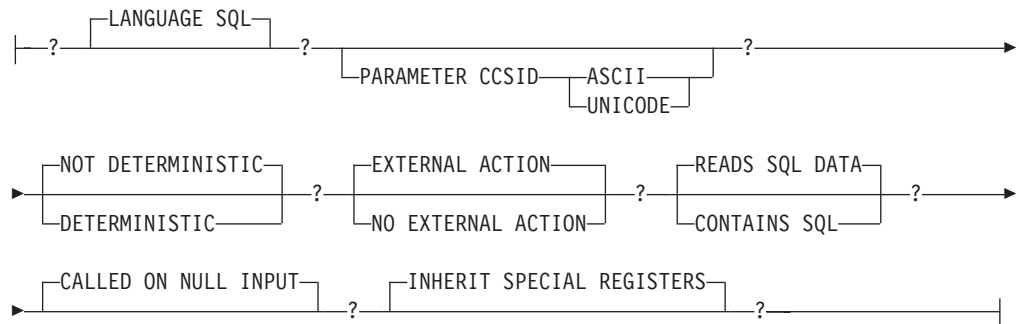 LANGUAGE SQL
? ? ?
PARAMETER CCSID ASCII
UNICODE
NOT DETERMINISTIC EXTERNAL ACTION READS SQL DATA
? ? ?
DETERMINISTIC NO EXTERNAL ACTION CONTAINS SQL
CALLED ON NULL INPUT INHERIT SPECIAL REGISTERS
? ?